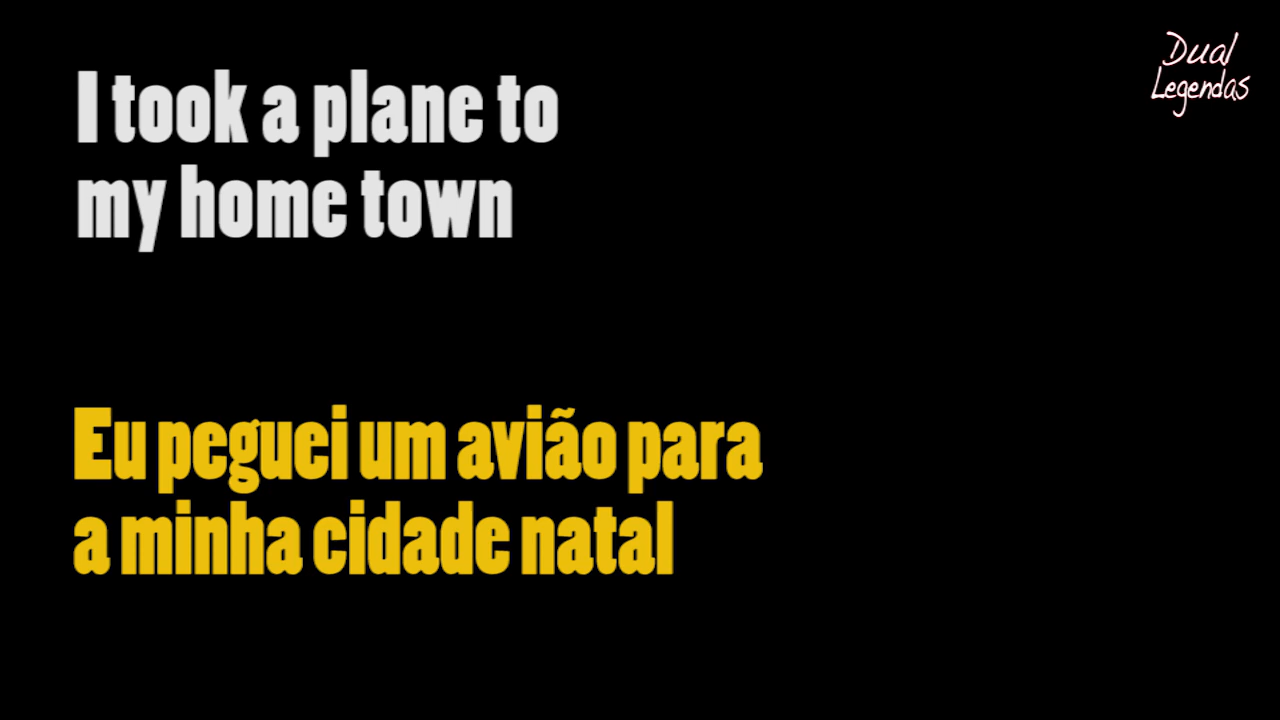 I took a plane to
my home town
Eu peguei um avião para
a minha cidade natal
Dual
Legendas